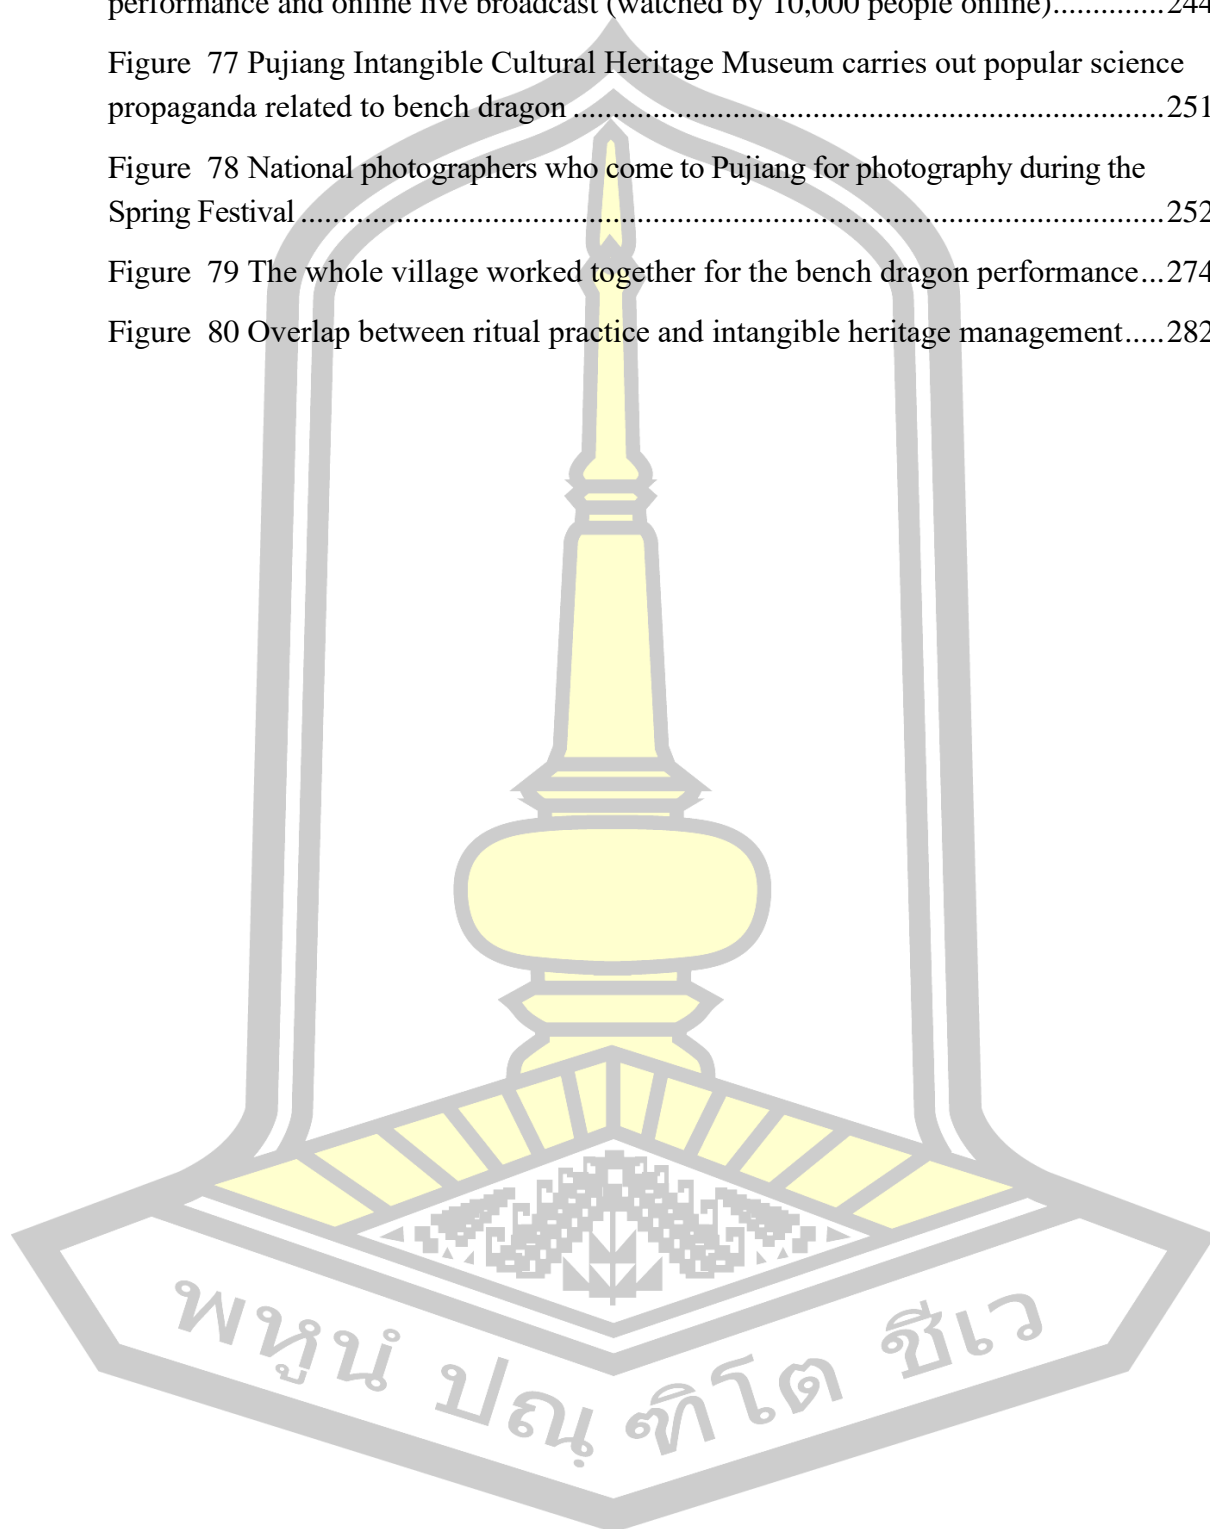 performance and online live broadcast (watched by 10,000 people online)..............244
Figure  77 Pujiang Intangible Cultural Heritage Museum carries out popular science
propaganda related to bench dragon ........................................................................251
Figure  78 National photographers who come to Pujiang for photography during the
Spring Festival .........................................................................................................252
Figure  79 The whole village worked together for the bench dragon performance...274
Figure  80 Overlap between ritual practice and intangible heritage management.....282
พหูนํ ปณฺฑิโต ชีเว